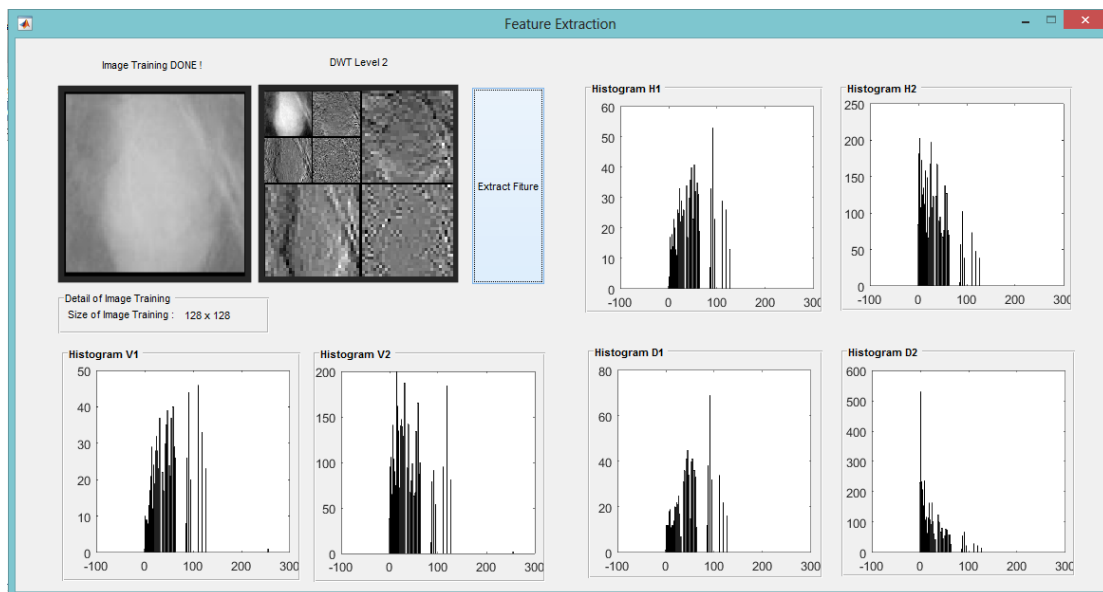 Feature Extraction
Image Training DONE !
DWT Level 2
Extract Fiture
Detail of Image Training
Size of Image Training : 128 x 128
Histogram H1
60
50
40
30
20
10
0
-100 0 100 200 300
Histogram H2
250
200
150
100
50
0
-100 0 100 200 300
Histogram V1
50
40
30
20
10
0
-100 0 100 200 300
Histogram V2
200
150
100
50
0
-100 0 100 200 300
Histogram D1
80
60
40
20
0
-100 0 100 200 300
Histogram D2
600
500
400
300
200
100
0
-100 0 100 200 300